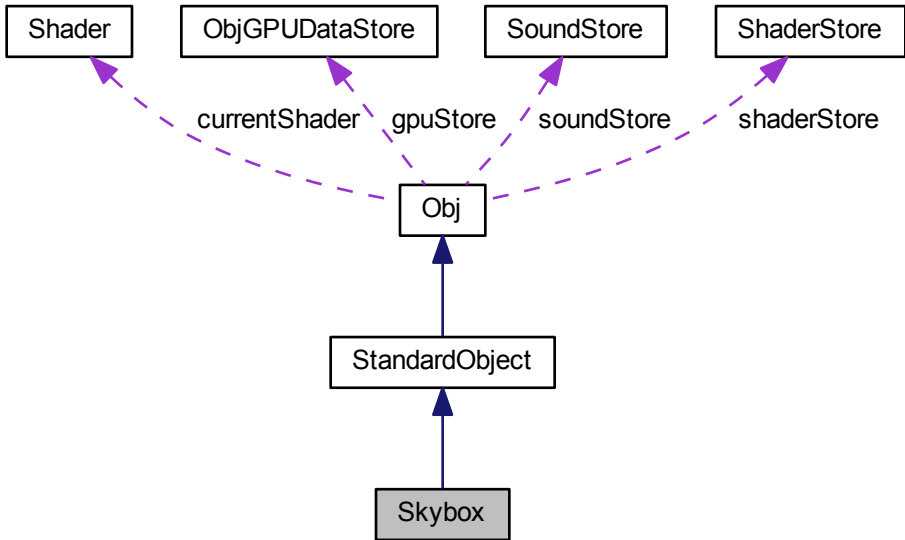 Shader
ObjGPUDataStore
SoundStore
ShaderStore
currentShader
gpuStore
soundStore
shaderStore
Obj
StandardObject
Skybox